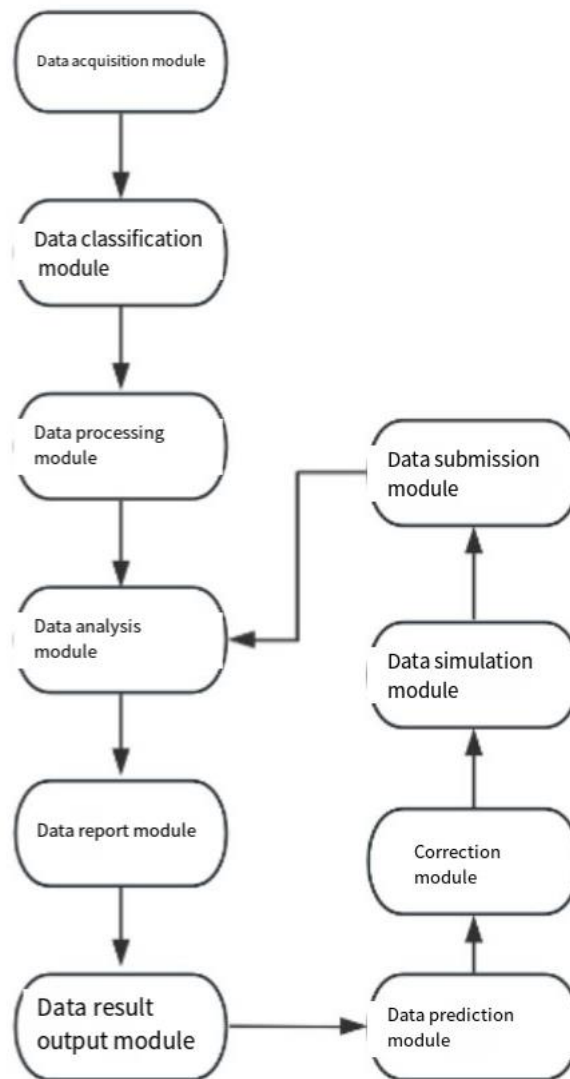 Data acquisition module
Data classification
module
Data processing
module
Data analysis
module
Data report module
Data result
output module
Data submission
module
Data simulation
module
Correction
module
Data prediction
module